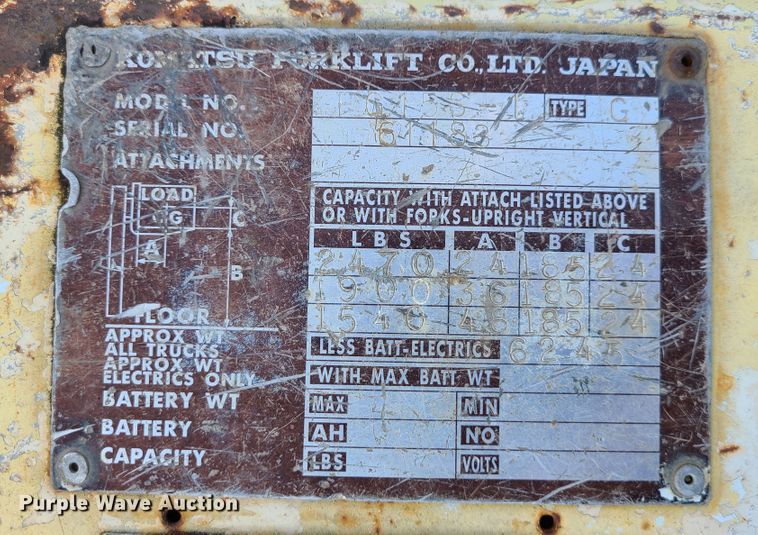 KOMATSU FORKLIFT CO., LTD. JAPAN
MODEL NO. TYPE G
SERIAL NO. 61183
ATTACHMENTS
LOAD
G
C
A
B
FLOOR
CAPACITY WITH ATTACH LISTED ABOVE
OR WITH FORKS-UPRIGHT VERTICAL
LBS A B C
2470 24 185 24
1900 36 185 24
1540 48 185 24
APPROX WT
ALL TRUCKS LESS BATT-ELECTRICS 6245
APPROX WT
ELECTRICS ONLY WITH MAX BATT WT
BATTERY WT MAX MIN
BATTERY AH NO
CAPACITY LBS VOLTS
Purple Wave Auction